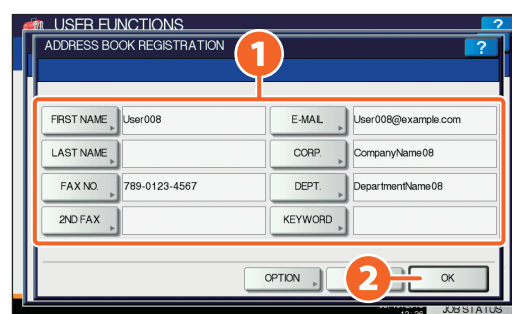 USER FUNCTIONS ?
ADDRESS BOOK REGISTRATION ?
1
FIRST NAME User008 E-MAIL User008@example.com
LAST NAME CORP. CompanyName08
FAX NO. 789-0123-4567 DEPT. DepartmentName08
2ND FAX KEYWORD
OPTION 2 OK
JOB STATUS